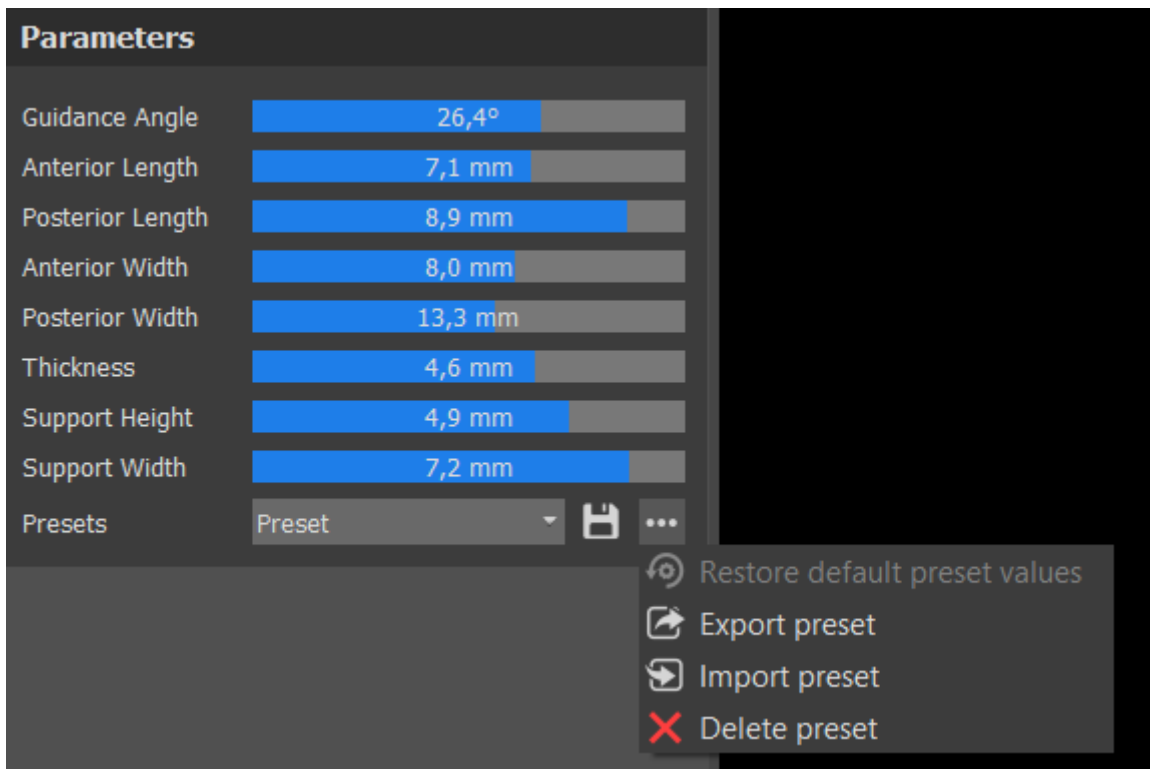 Parameters
Guidance Angle 26,4º
Anterior Length 7,1 mm
Posterior Length 8,9 mm
Anterior Width 8,0 mm
Posterior Width 13,3 mm
Thickness 4,6 mm
Support Height 4,9 mm
Support Width 7,2 mm
Presets Preset
Restore default preset values
Export preset
Import preset
Delete preset